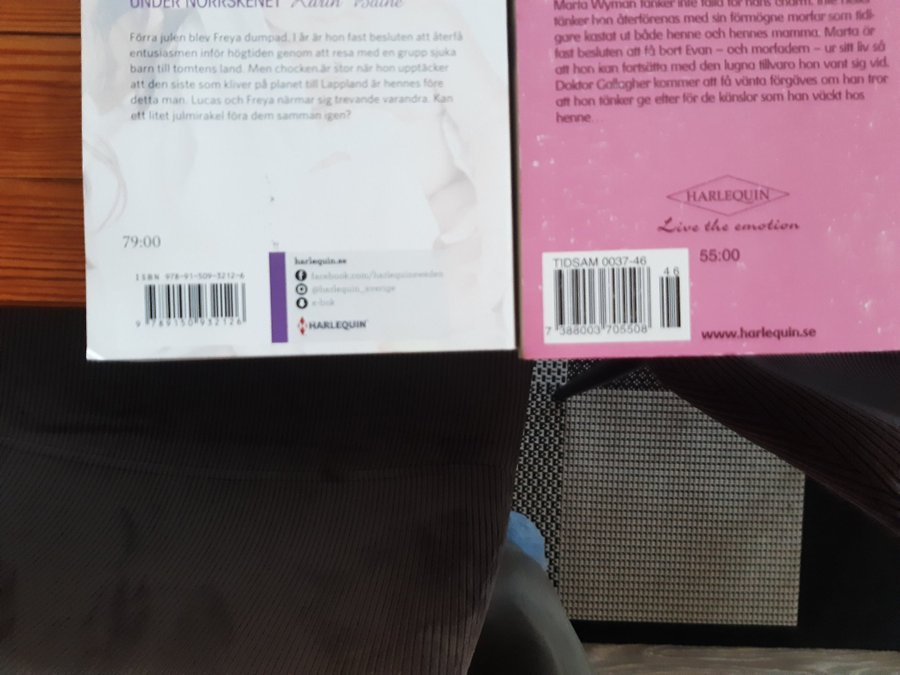 UNDER NORRSKENET Karin Baine
Förra julen blev Freya dumpad. I år är hon fast besluten att återfå
entusiasmen inför högtiden genom att resa med en grupp sjuka
barn till tomtens land. Men chocken är stor när hon upptäcker
att den siste som kliver på planet till Lappland är hennes före
detta man. Lucas och Freya närmar sig trevande varandra. Kan
ett litet julmirakel föra dem samman igen?
79:00
ISBN 978-91-509-3212-6
9 789150 932126
harlequin.se
facebook.com/harlequinsweden
@harlequin_sverige
e-bok
HARLEQUIN
Marta Wyman tänker inte falla för hans charm. Inte heller
tänker hon återförenas med sin förmögne morfar som tidi-
gare kastat ut både henne och hennes mamma. Marta är
fast besluten att få bort Evan – och morfadern – ur sitt liv så
att hon kan fortsätta med den lugna tillvaro hon vant sig vid.
Doktor Gallagher kommer att få vänta förgäves om han tror
att hon tänker ge efter för de känslor som han väckt hos
henne...
HARLEQUIN
Live the emotion
TIDSAM 0037-46
46
7 388003 705508
55:00
www.harlequin.se